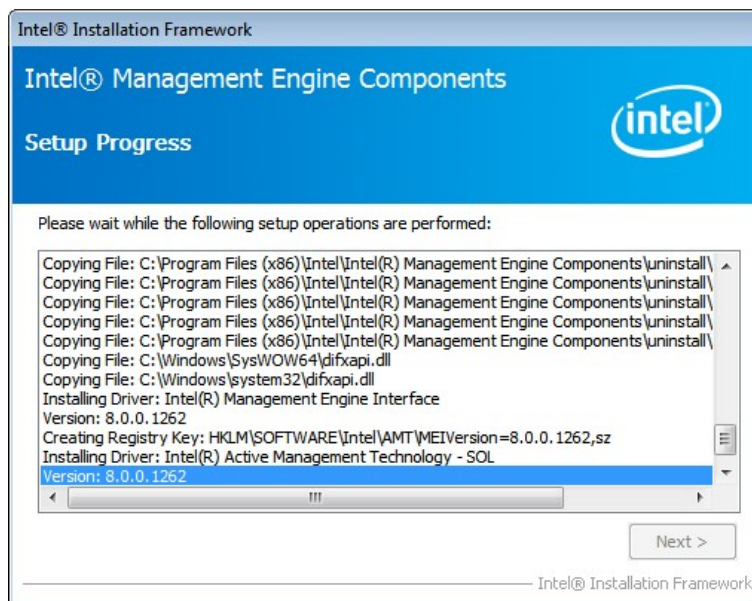 Intel® Installation Framework
Intel® Management Engine Components
intel®
Setup Progress
Please wait while the following setup operations are performed:
Copying File: C:\Program Files (x86)\Intel\Intel(R) Management Engine Components\uninstall\
Copying File: C:\Program Files (x86)\Intel\Intel(R) Management Engine Components\uninstall\
Copying File: C:\Program Files (x86)\Intel\Intel(R) Management Engine Components\uninstall\
Copying File: C:\Program Files (x86)\Intel\Intel(R) Management Engine Components\uninstall\
Copying File: C:\Program Files (x86)\Intel\Intel(R) Management Engine Components\uninstall\
Copying File: C:\Windows\SysWOW64\difxapi.dll
Copying File: C:\Windows\system32\difxapi.dll
Installing Driver: Intel(R) Management Engine Interface
Version: 8.0.0.1262
Creating Registry Key: HKLM\SOFTWARE\Intel\AMT\MEIVersion=8.0.0.1262,sz
Installing Driver: Intel(R) Active Management Technology - SOL
Version: 8.0.0.1262
Next >
Intel® Installation Framework